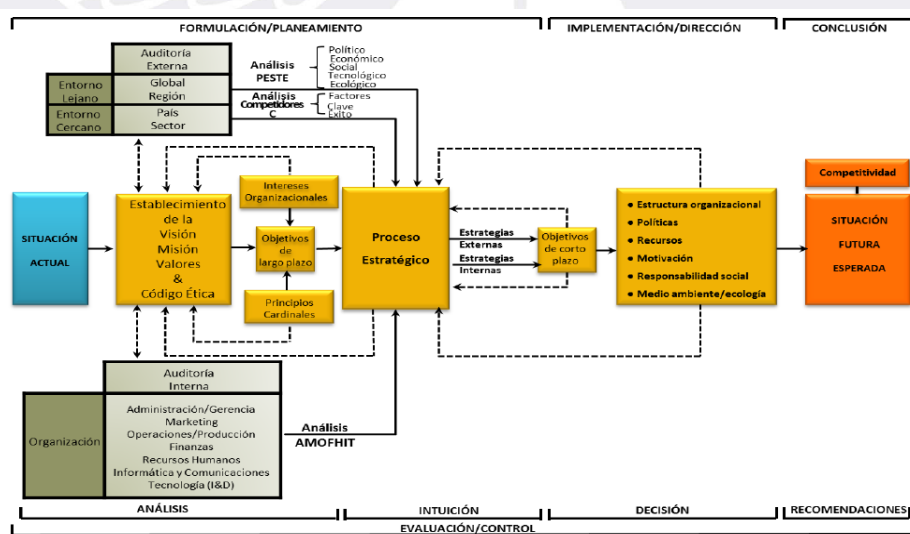 FORMULACIÓN/PLANEAMIENTO
IMPLEMENTACIÓN/DIRECCIÓN
CONCLUSIÓN
Auditoría
Externa
Entorno
Lejano
Global
Región
Entorno
Cercano
País
Sector
Análisis
PESTE
Político
Económico
Social
Tecnológico
Ecológico
Análisis
Competidores
C
Factores
Clave
Éxito
SITUACIÓN
ACTUAL
Establecimiento
de la
Visión
Misión
Valores
&
Código Ética
Intereses
Organizacionales
Objetivos de
largo plazo
Principios
Cardinales
Proceso
Estratégico
Estrategias
Externas
Estrategias
Internas
Objetivos
de corto
plazo
• Estructura organizacional
• Políticas
• Recursos
• Motivación
• Responsabilidad social
• Medio ambiente/ecología
Competitividad
SITUACIÓN
FUTURA
ESPERADA
Auditoría
Interna
Organización
Administración/Gerencia
Marketing
Operaciones/Producción
Finanzas
Recursos Humanos
Informática y Comunicaciones
Tecnología (I&D)
Análisis
AMOFHIT
ANÁLISIS
INTUICIÓN
DECISIÓN
RECOMENDACIONES
EVALUACIÓN/CONTROL